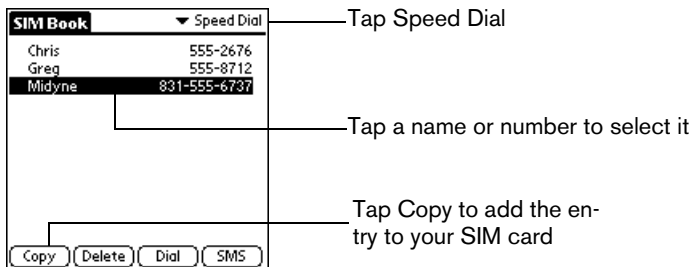 SIM Book
Speed Dial
Tap Speed Dial
Chris 555-2676
Greg 555-8712
Midyne 831-555-6737
Tap a name or number to select it
Tap Copy to add the en-
try to your SIM card
Copy Delete Dial SMS